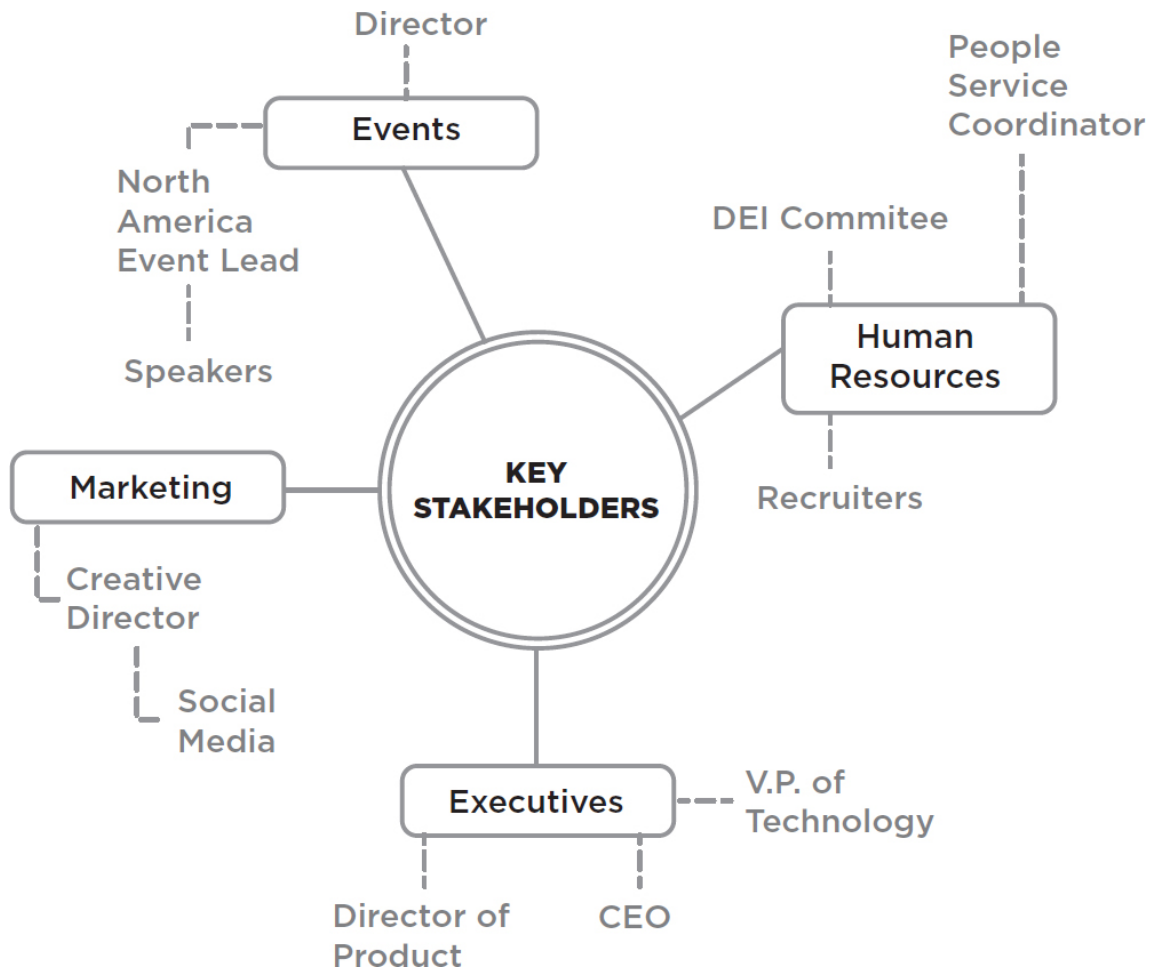 Director
Events
North
America
Event Lead
Speakers
People
Service
Coordinator
DEI Commitee
Human
Resources
Recruiters
KEY
STAKEHOLDERS
Marketing
Creative
Director
Social
Media
Executives
V.P. of
Technology
Director of
Product
CEO